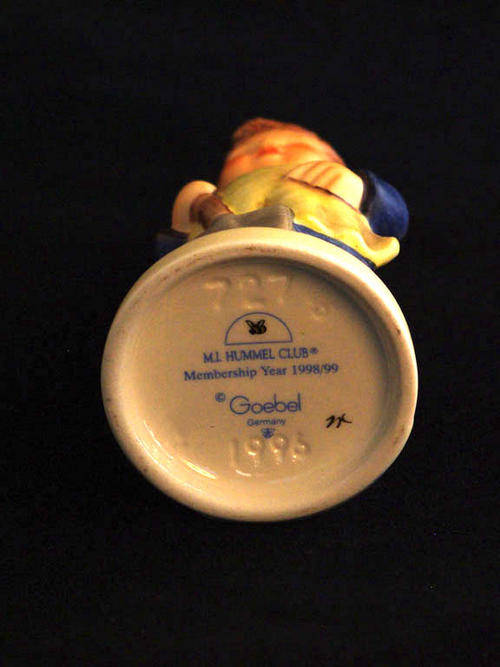 727
M.I. HUMMEL CLUB®
Membership Year 1998/99
© Goebel
Germany
1996